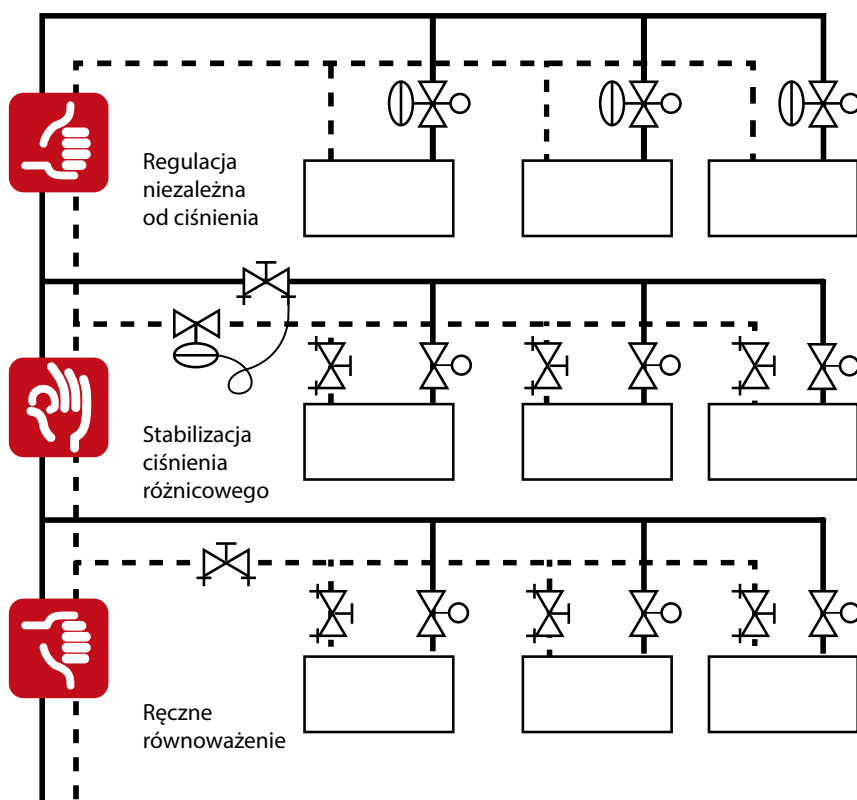 Regulacja
niezależna
od ciśnienia
Stabilizacja
ciśnienia
różnicowego
Ręczne
równoważenie